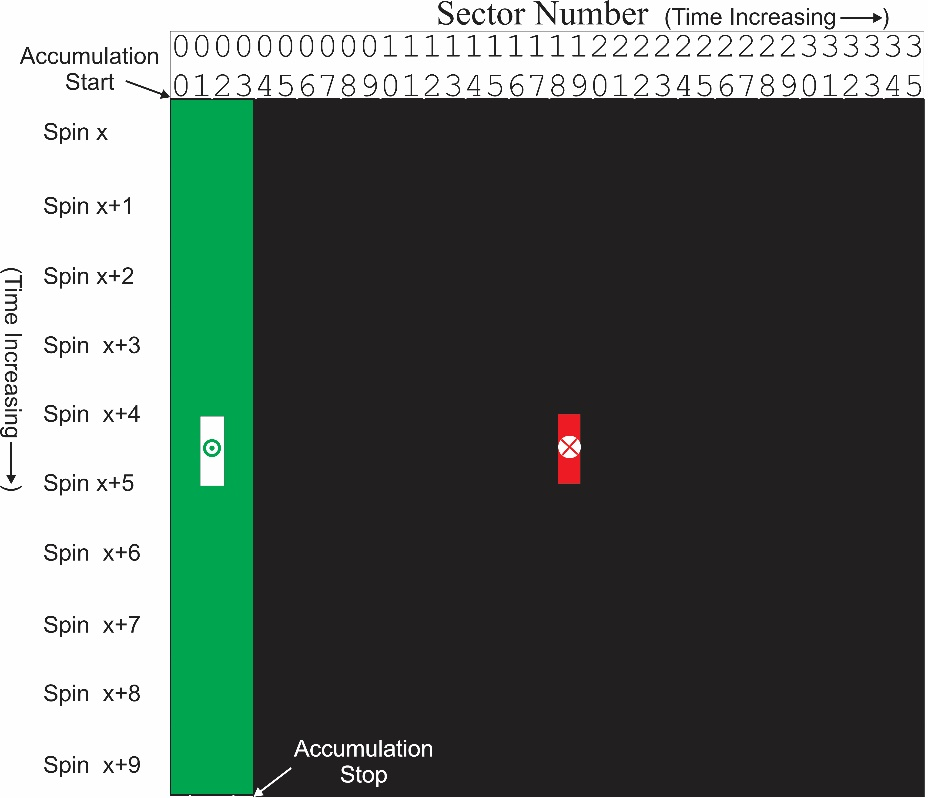 Sector Number (Time Increasing →)
Accumulation
Start
000000000011111111112222222222333333
012345678901234567890123456789012345
Spin x
Spin x+1
Spin x+2
Spin x+3
Spin x+4
Spin x+5
Spin x+6
Spin x+7
Spin x+8
Spin x+9
(Time Increasing →)
Accumulation
Stop